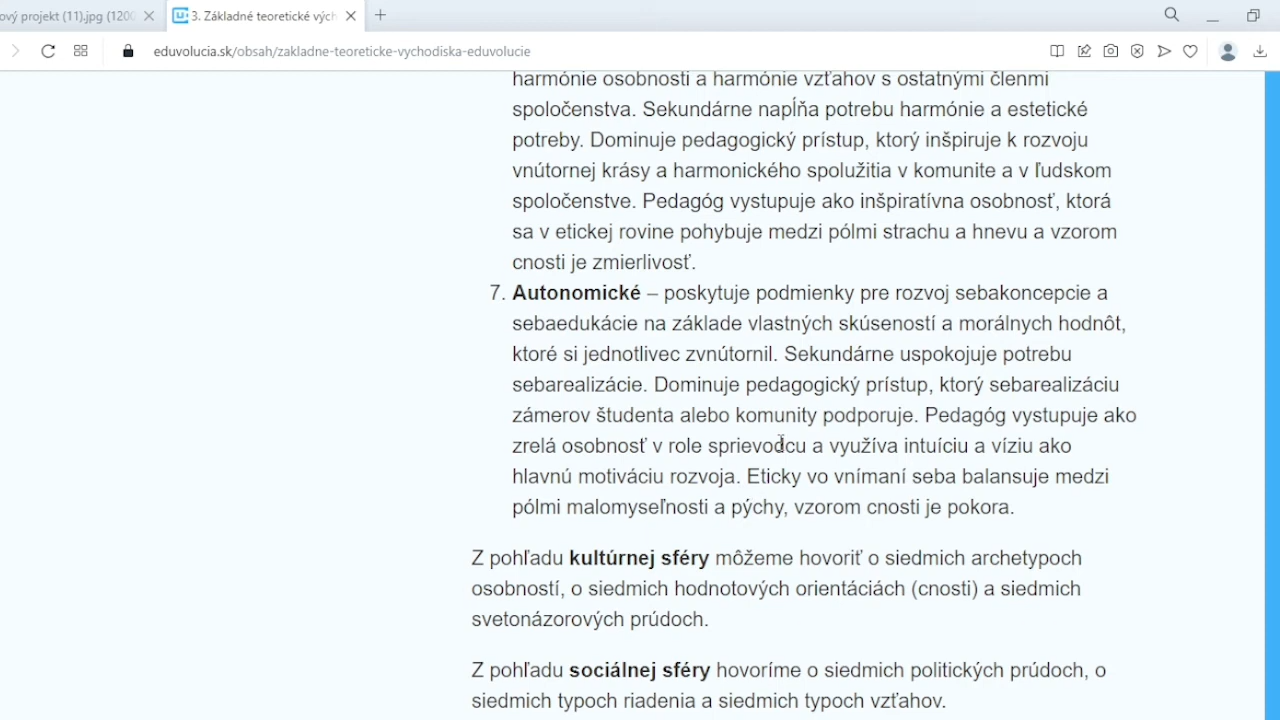 ový projekt (11).jpg (120
3. Základné teoretické vých
eduvolucia.sk/obsah/zakladne-teoreticke-vychodiska-eduvolucie
harmónie osobnosti a harmónie vzťahov s ostatnými členmi
spoločenstva. Sekundárne napĺňa potrebu harmónie a estetické
potreby. Dominuje pedagogický prístup, ktorý inšpiruje k rozvoju
vnútornej krásy a harmonického spolužitia v komunite a v ľudskom
spoločenstve. Pedagóg vystupuje ako inšpiratívna osobnosť, ktorá
sa v etickej rovine pohybuje medzi pólmi strachu a hnevu a vzorom
cnosti je zmierlivosť.
7. Autonomické – poskytuje podmienky pre rozvoj sebakoncepcie a
sebaedukácie na základe vlastných skúseností a morálnych hodnôt,
ktoré si jednotlivec zvnútornil. Sekundárne uspokojuje potrebu
sebarealizácie. Dominuje pedagogický prístup, ktorý sebarealizáciu
zámerov študenta alebo komunity podporuje. Pedagóg vystupuje ako
zrelá osobnosť v role sprievodcu a využíva intuíciu a víziu ako
hlavnú motiváciu rozvoja. Eticky vo vnímaní seba balansuje medzi
pólmi malomyseľnosti a pýchy, vzorom cnosti je pokora.
Z pohľadu kultúrnej sféry môžeme hovoriť o siedmich archetypoch
osobností, o siedmich hodnotových orientáciách (cnosti) a siedmich
svetonázorových prúdoch.
Z pohľadu sociálnej sféry hovoríme o siedmich politických prúdoch, o
siedmich typoch riadenia a siedmich typoch vzťahov.